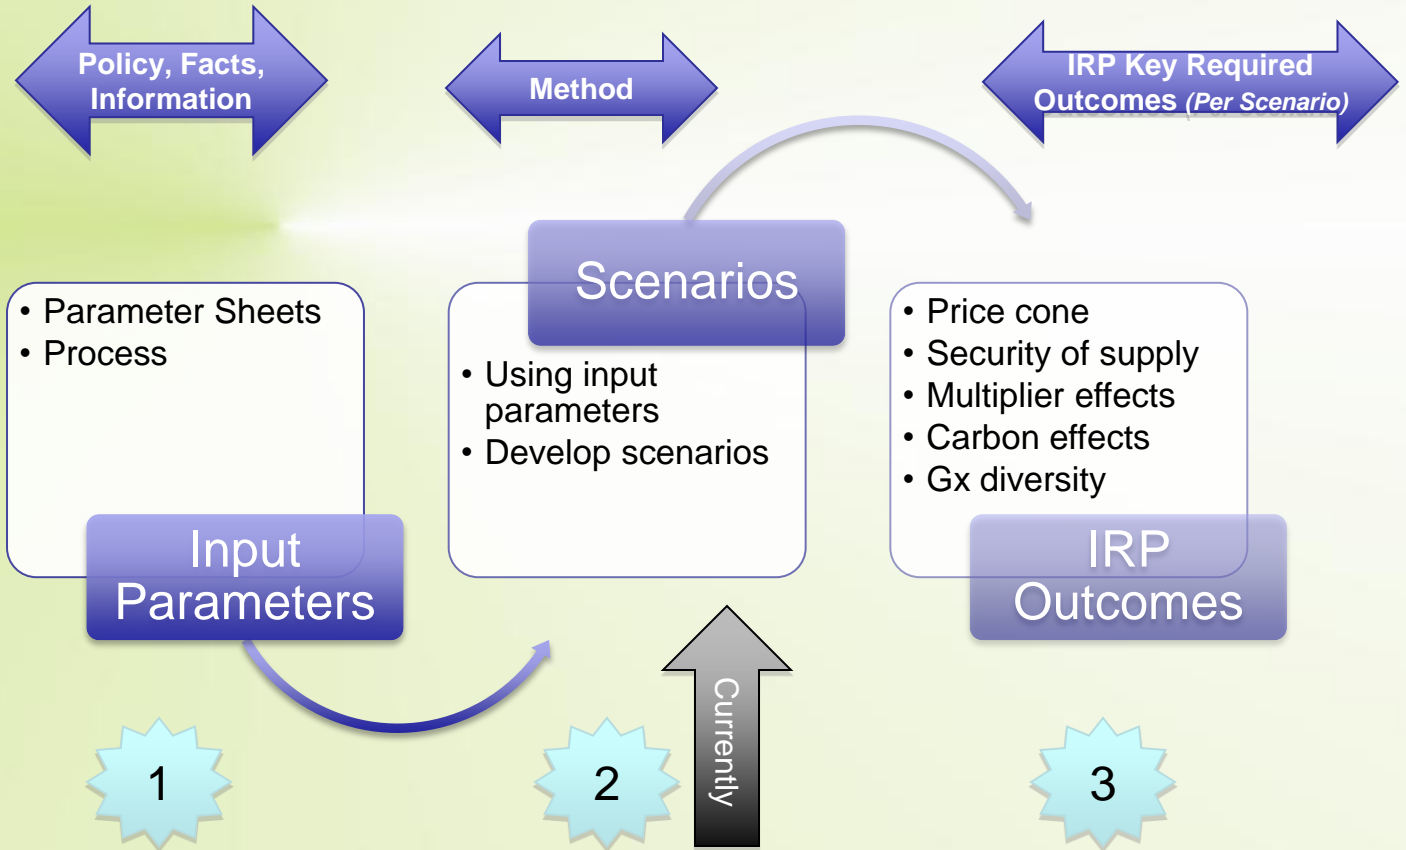 Policy, Facts,
Information
Method
IRP Key Required
Outcomes (Per Scenario)
• Parameter Sheets
• Process
Input
Parameters
Scenarios
• Using input
parameters
• Develop scenarios
• Price cone
• Security of supply
• Multiplier effects
• Carbon effects
• Gx diversity
IRP
Outcomes
Currently
1
2
3